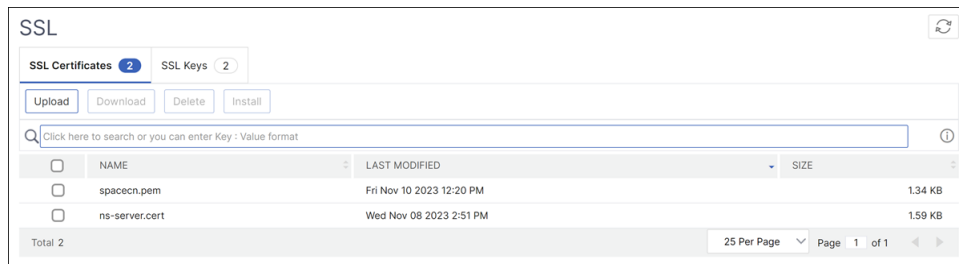 SSL
SSL Certificates 2 SSL Keys 2
Upload Download Delete Install
Click here to search or you can enter Key : Value format
NAME LAST MODIFIED SIZE
spacecn.pem Fri Nov 10 2023 12:20 PM 1.34 KB
ns-server.cert Wed Nov 08 2023 2:51 PM 1.59 KB
Total 2 25 Per Page Page 1 of 1